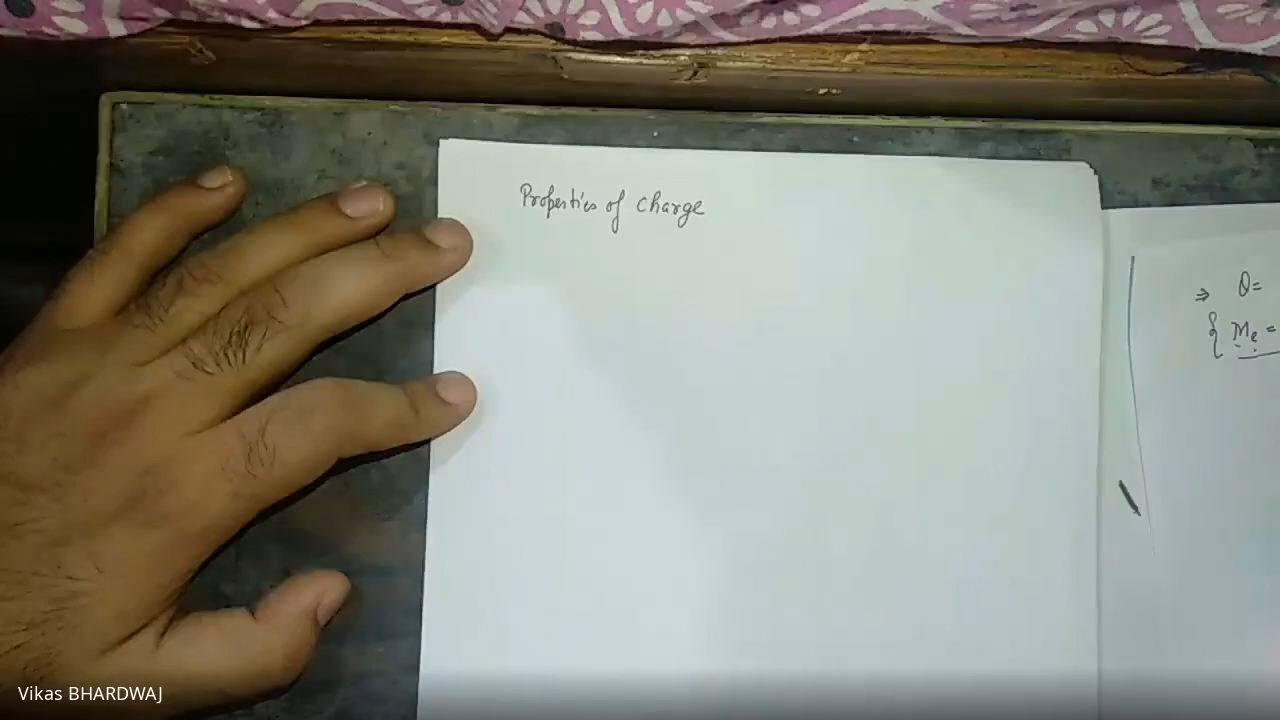 Properties of charge
⇒ Q=
{ Me =
Vikas BHARDWAJ